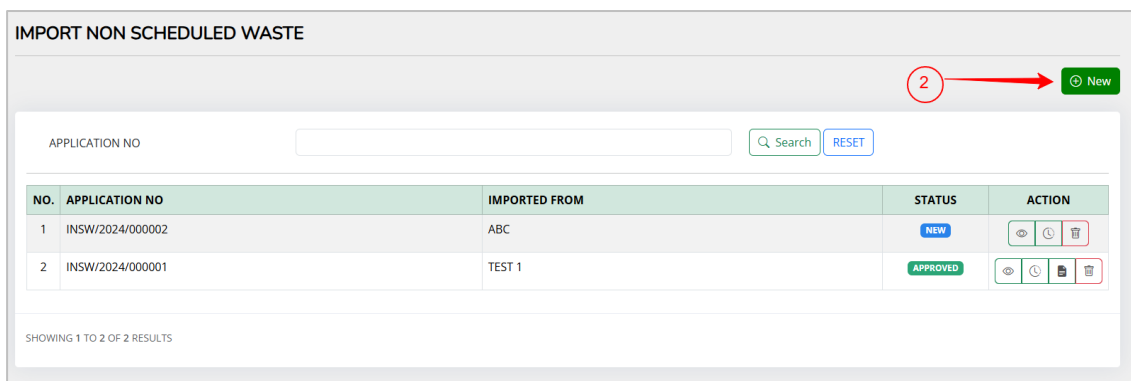 IMPORT NON SCHEDULED WASTE
2
New
APPLICATION NO
Search
RESET
NO. APPLICATION NO IMPORTED FROM STATUS ACTION
1 INSW/2024/000002 ABC NEW
2 INSW/2024/000001 TEST 1 APPROVED
SHOWING 1 TO 2 OF 2 RESULTS